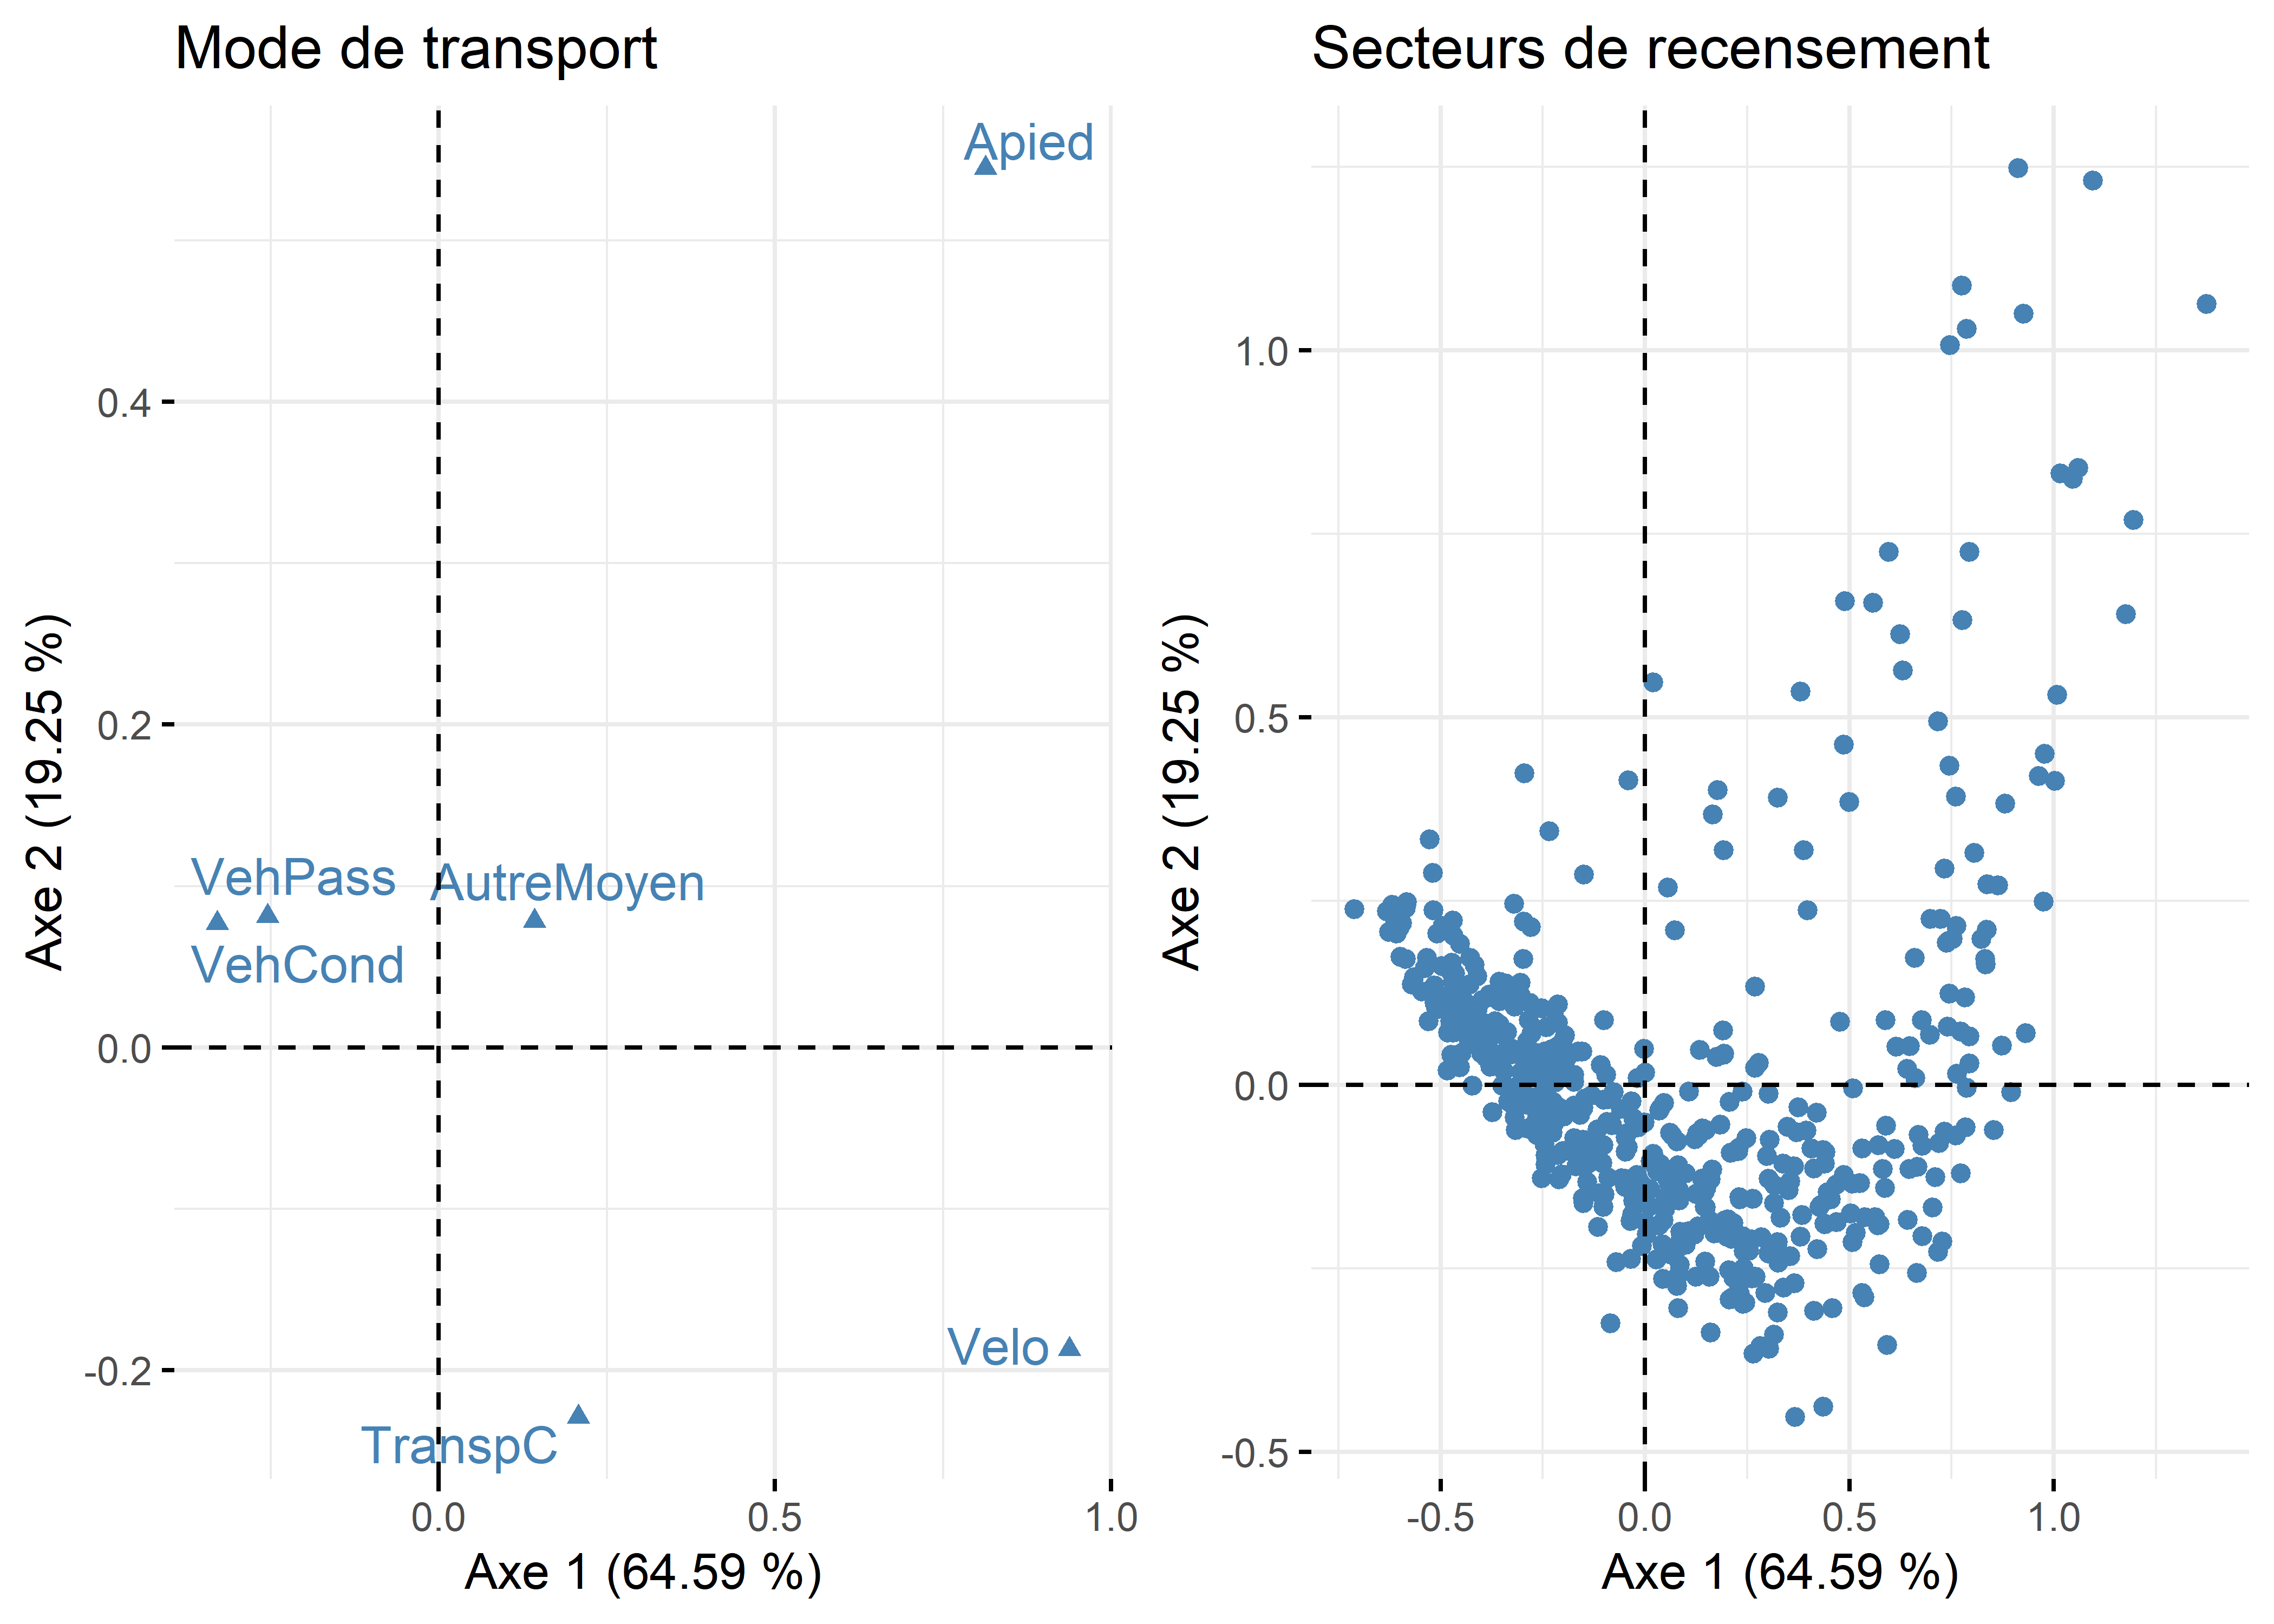 Mode de transport
Apied
0.4
0.2
VehPass
AutreMoyen
VehCond
0.0
Velo
-0.2
TranspC
0.0
0.5
1.0
Axe 1 (64.59 %)
Axe 2 (19.25 %)
Secteurs de recensement
1.0
0.5
0.0
-0.5
-0.5
0.0
0.5
1.0
Axe 1 (64.59 %)
Axe 2 (19.25 %)